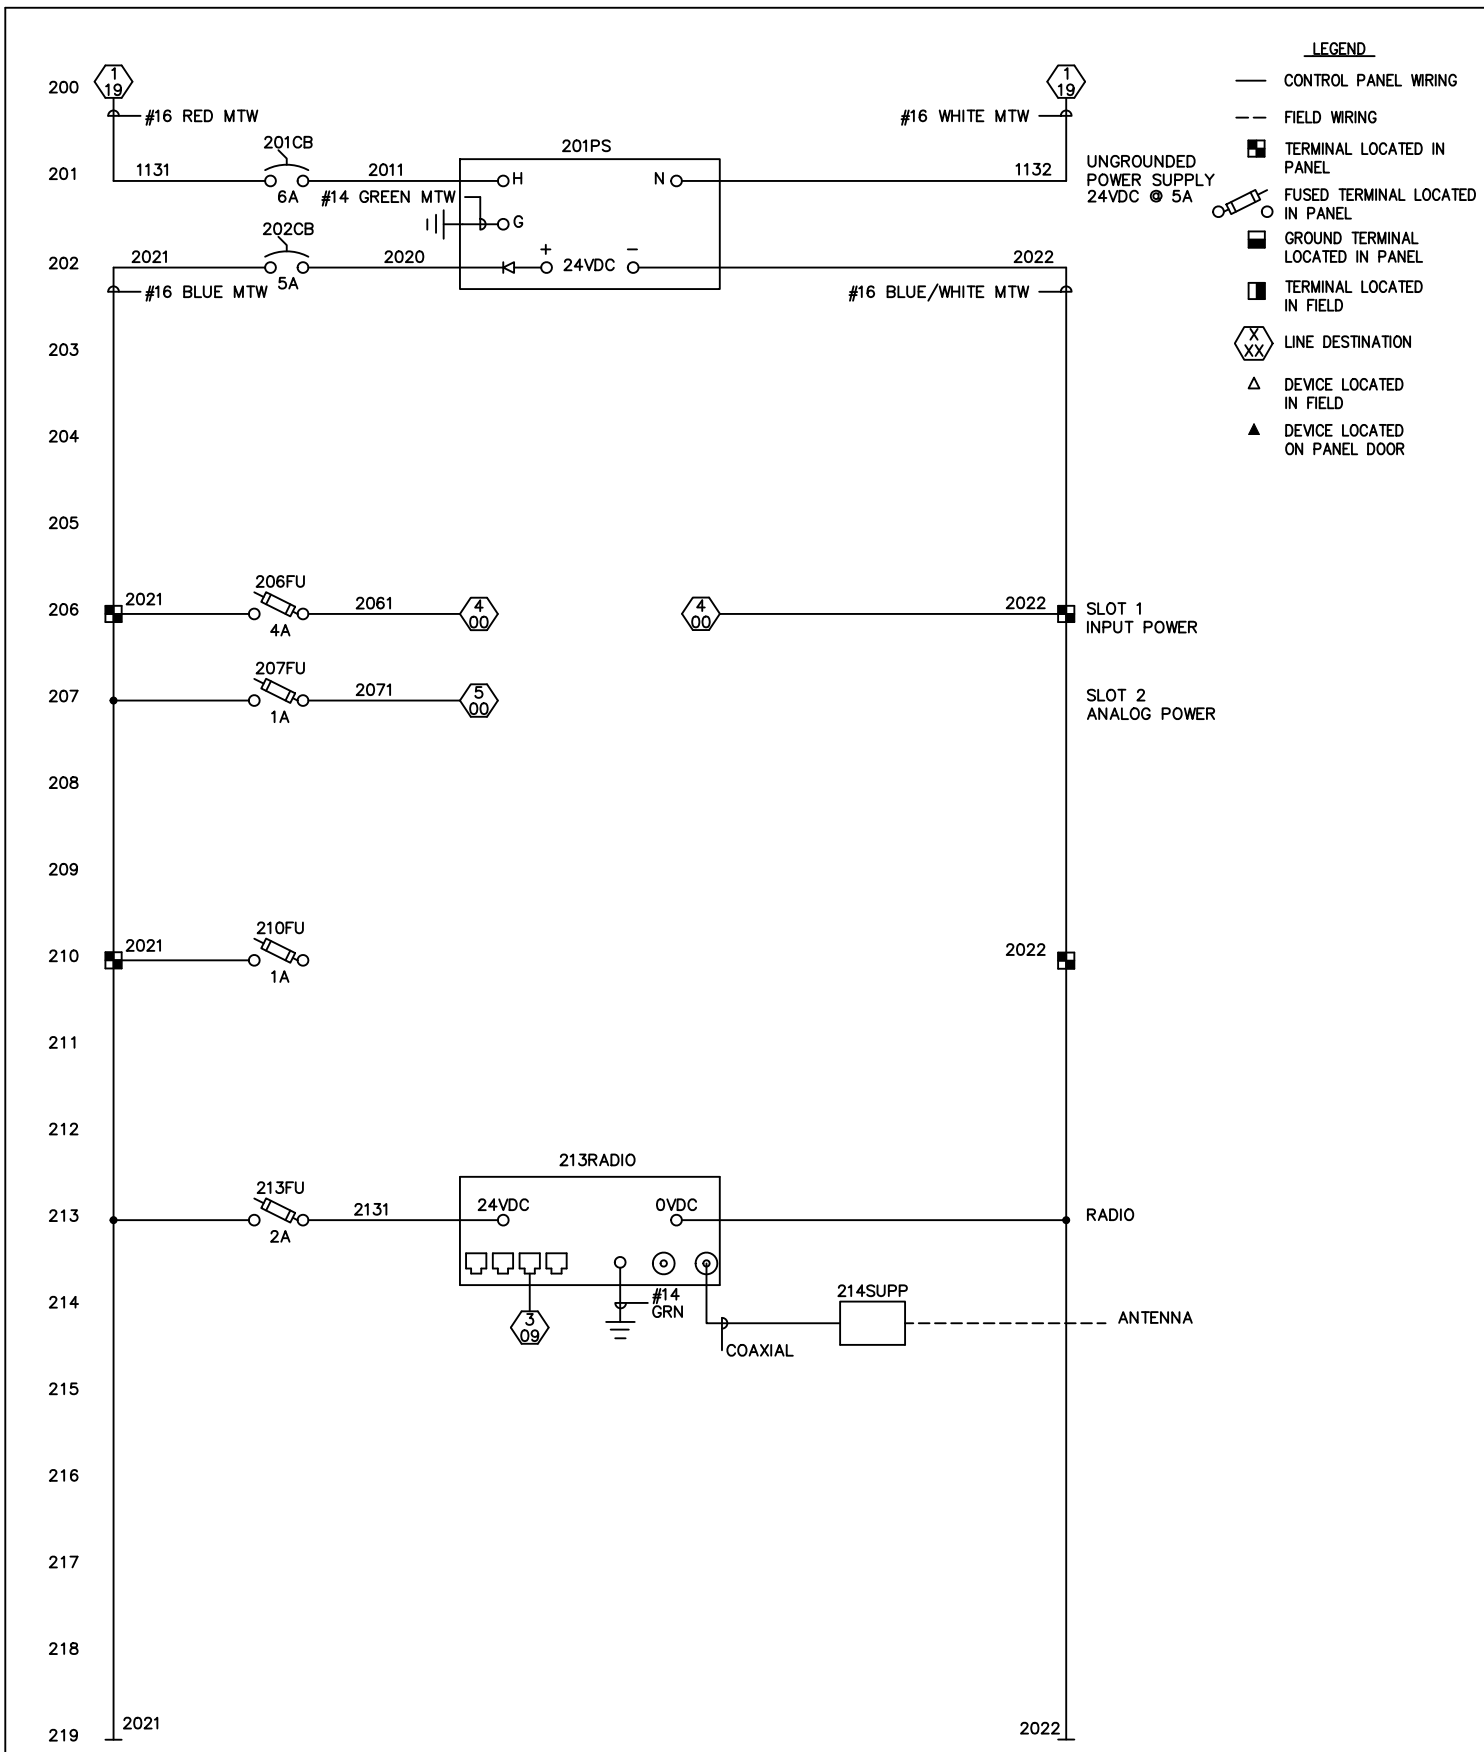 LEGEND
200
1
19
1
19
CONTROL PANEL WIRING
#16 RED MTW
#16 WHITE MTW
FIELD WIRING
201CB
201PS
TERMINAL LOCATED IN
PANEL
201
1131
2011
H
N
1132
UNGROUNDED
POWER SUPPLY
24VDC @ 5A
6A
#14 GREEN MTW
FUSED TERMINAL LOCATED
IN PANEL
G
202CB
GROUND TERMINAL
LOCATED IN PANEL
202
2021
2020
+
24VDC
−
2022
5A
#16 BLUE MTW
#16 BLUE/WHITE MTW
TERMINAL LOCATED
IN FIELD
203
X
XX
LINE DESTINATION
DEVICE LOCATED
IN FIELD
204
DEVICE LOCATED
ON PANEL DOOR
205
206FU
206
2021
2061
4
00
4
00
2022
SLOT 1
INPUT POWER
4A
207FU
207
2071
5
00
SLOT 2
ANALOG POWER
1A
208
209
210FU
210
2021
2022
1A
211
212
213RADIO
213FU
213
2131
24VDC
0VDC
RADIO
2A
214
#14
GRN
214SUPP
3
09
ANTENNA
COAXIAL
215
216
217
218
219
2021
2022